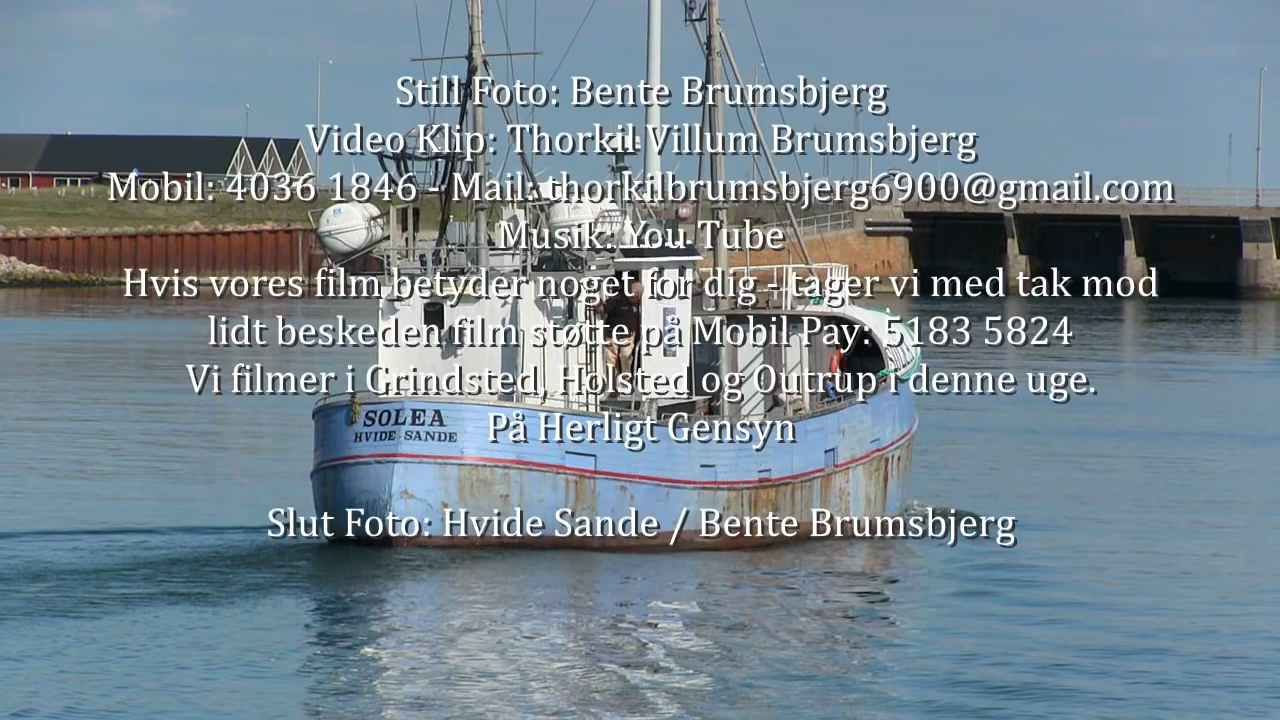 Still Foto: Bente Brumsbjerg
Video Klip: Thorkil Villum Brumsbjerg
Mobil: 4036 1846 - Mail: thorkilbrumsbjerg6900@gmail.com
Musik: You Tube
Hvis vores film betyder noget for dig - tager vi med tak mod
lidt beskeden film støtte på Mobil Pay: 5183 5824
Vi filmer i Grindsted, Holsted og Outrup i denne uge.
SOLEA
HVIDE-SANDE
På Herligt Gensyn
Slut Foto: Hvide Sande / Bente Brumsbjerg